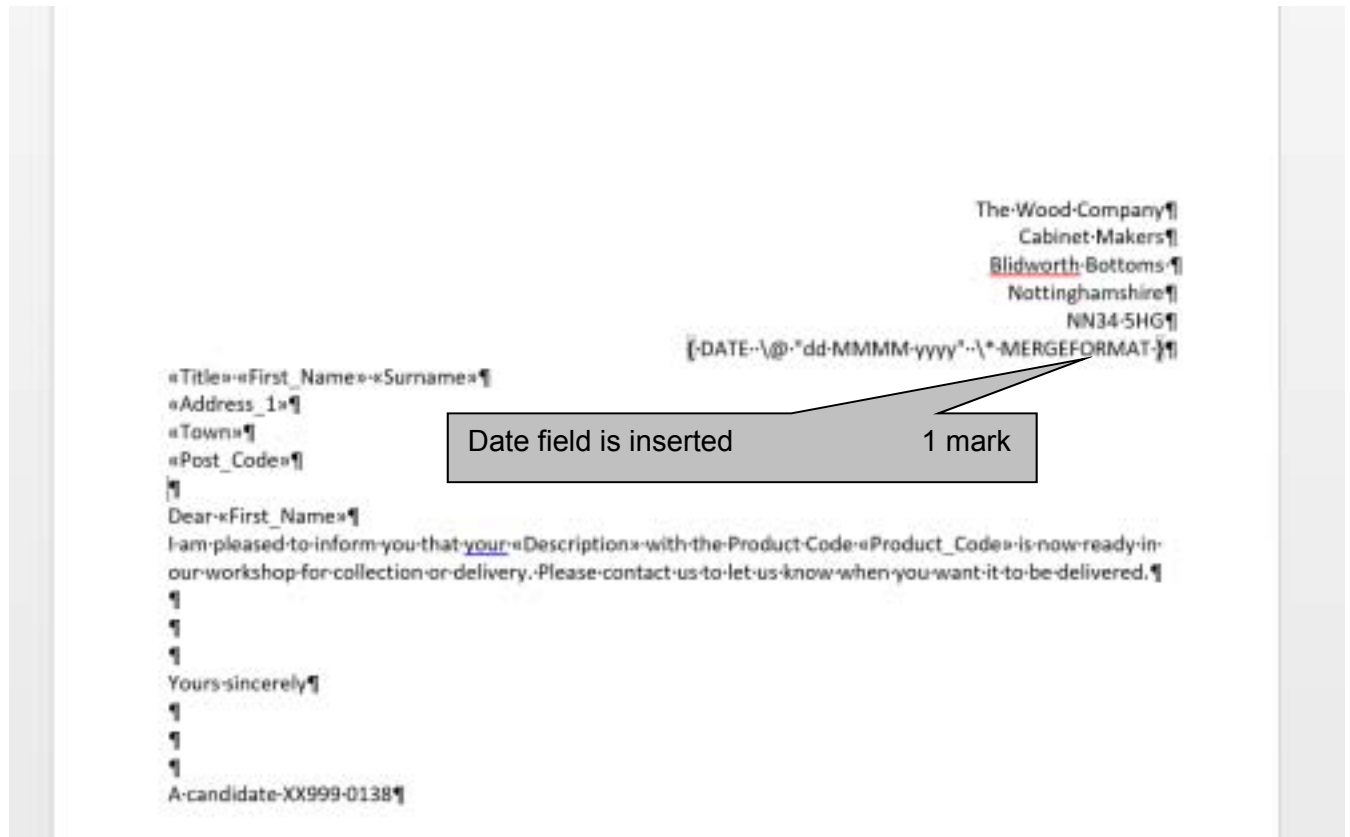 The·Wood·Company¶
Cabinet·Makers¶
Blidworth·Bottoms·¶
Nottinghamshire¶
NN34·5HG¶
{·DATE··\@·"dd·MMMM·yyyy"··\*·MERGEFORMAT·}¶
«Title»·«First_Name»·«Surname»¶
«Address_1»¶
«Town»¶
«Post_Code»¶
Date field is inserted 1 mark
¶
Dear·«First_Name»¶
I·am·pleased·to·inform·you·that·your·«Description»·with·the·Product·Code·«Product_Code»·is·now·ready·in·
our·workshop·for·collection·or·delivery.·Please·contact·us·to·let·us·know·when·you·want·it·to·be·delivered.¶
¶
¶
¶
Yours·sincerely¶
¶
¶
¶
A·candidate·XX999·0138¶